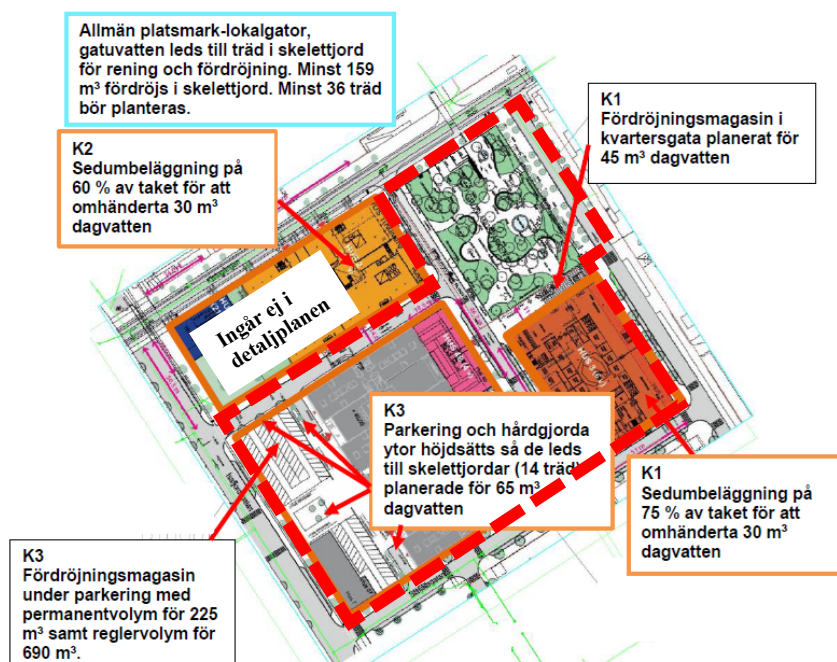 Allmän platsmark-lokalgator,
gatuvatten leds till träd i skelettjord
för rening och fördröjning. Minst 159
m³ fördröjs i skelettjord. Minst 36 träd
bör planteras.
K1
Fördröjningsmagasin i
kvartersgata planerat för
45 m³ dagvatten
K2
Sedumbeläggning på
60 % av taket för att
omhänderta 30 m³
dagvatten
Ingår ej i
detaljplanen
K3
Parkering och hårdgjorda
ytor höjdsätts så de leds
till skelettjordar (14 träd)
planerade för 65 m³
dagvatten
K1
Sedumbeläggning på
75 % av taket för att
omhänderta 30 m³
dagvatten
K3
Fördröjningsmagasin
under parkering med
permanentvolym för 225
m³ samt reglervolym för
690 m³.